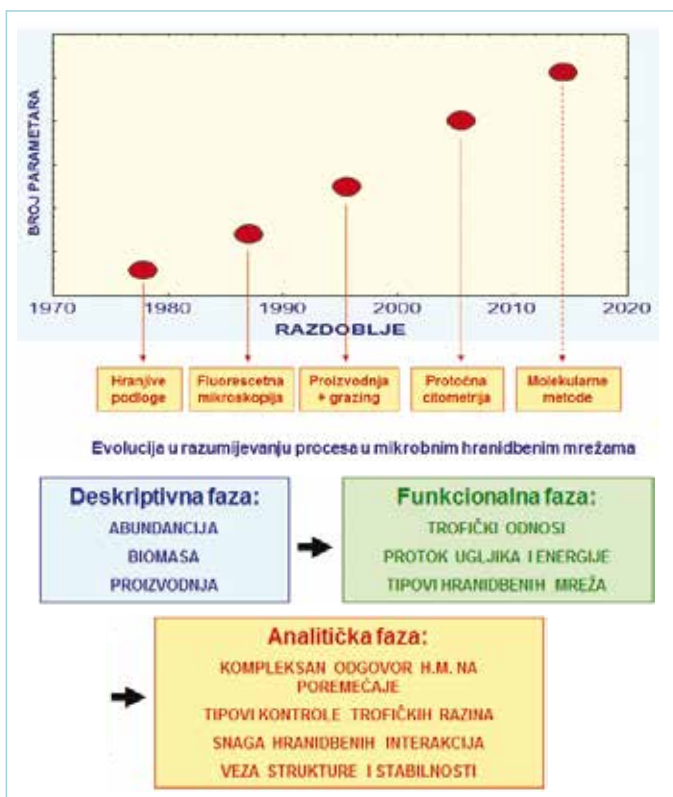 BROJ PARAMETARA
1970 1980 1990 2000 2010 2020
RAZDOBLJE
Hranjive
podloge
Fluorescetna
mikroskopija
Proizvodnja
+ grazing
Protočna
citometrija
Molekularne
metode
Evolucija u razumijevanju procesa u mikrobnim hranidbenim mrežama
Deskriptivna faza:
ABUNDANCIJA
BIOMASA
PROIZVODNJA
Funkcionalna faza:
TROFIČKI ODNOSI
PROTOK UGLJIKA I ENERGIJE
TIPOVI HRANIDBENIH MREŽA
Analitička faza:
KOMPLEKSAN ODGOVOR H.M. NA
POREMEĆAJE
TIPOVI KONTROLE TROFIČKIH RAZINA
SNAGA HRANIDBENIH INTERAKCIJA
VEZA STRUKTURE I STABILNOSTI